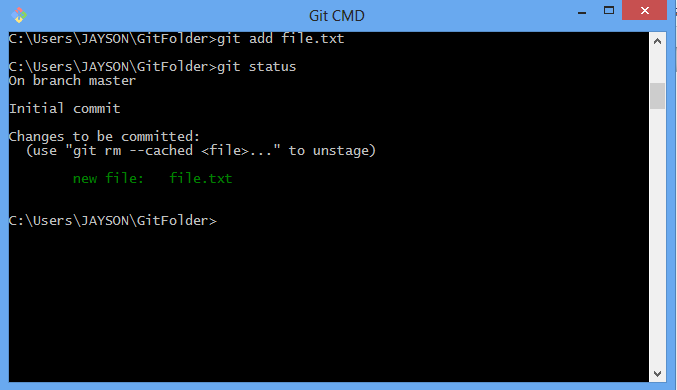 Git CMD
C:\Users\JAYSON\GitFolder>git add file.txt
C:\Users\JAYSON\GitFolder>git status
On branch master
Initial commit
Changes to be committed:
(use "git rm --cached <file>..." to unstage)
new file: file.txt
C:\Users\JAYSON\GitFolder>